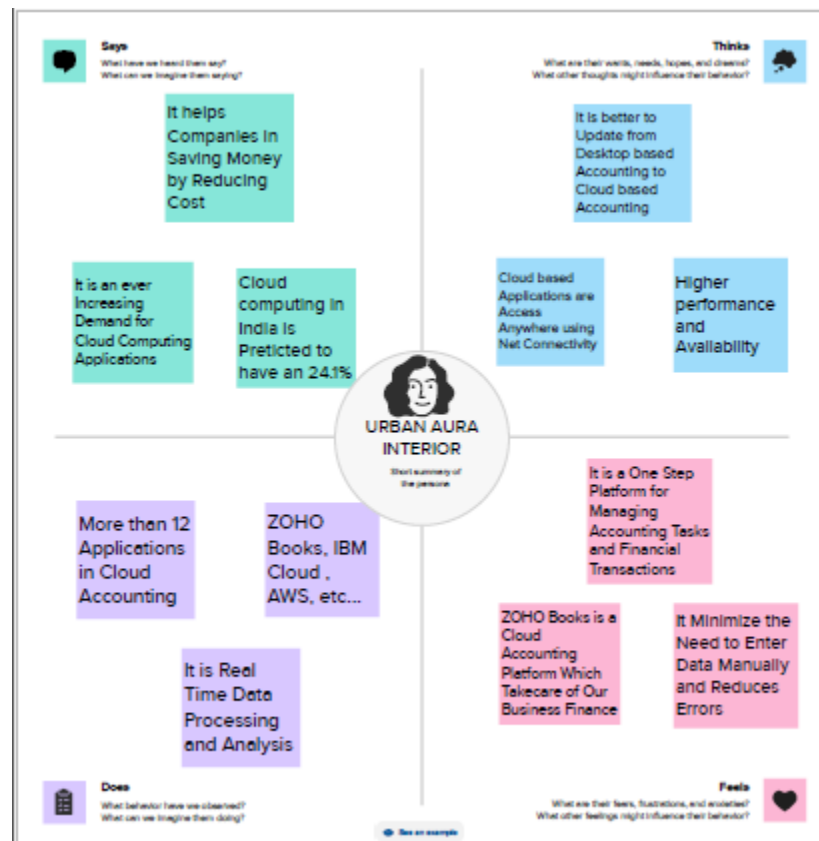 Says
What have we heard them say?
What can we imagine them saying?
It helps
Companies in
Saving Money
by Reducing
Cost
It is an ever
Increasing
Demand for
Cloud Computing
Applications
Cloud
computing in
India is
Preticted to
have an 24.1%
Thinks
What are their wants, needs, hopes, and dreams?
What other thoughts might influence their behavior?
It is better to
Update from
Desktop based
Accounting to
Cloud based
Accounting
Cloud based
Applications are
Access
Anywhere using
Net Connectivity
Higher
performance
and
Availability
URBAN AURA
INTERIOR
Short summary of
the persona
More than 12
Applications
in Cloud
Accounting
ZOHO
Books, IBM
Cloud ,
AWS, etc...
It is Real
Time Data
Processing
and Analysis
Does
What behavior have we observed?
What can we imagine them doing?
It is a One Step
Platform for
Managing
Accounting Tasks
and Financial
Transactions
ZOHO Books is a
Cloud
Accounting
Platform Which
Takecare of Our
Business Finance
It Minimize the
Need to Enter
Data Manually
and Reduces
Errors
Feels
What are their fears, frustrations, and anxieties?
What other feelings might influence their behavior?
See an example